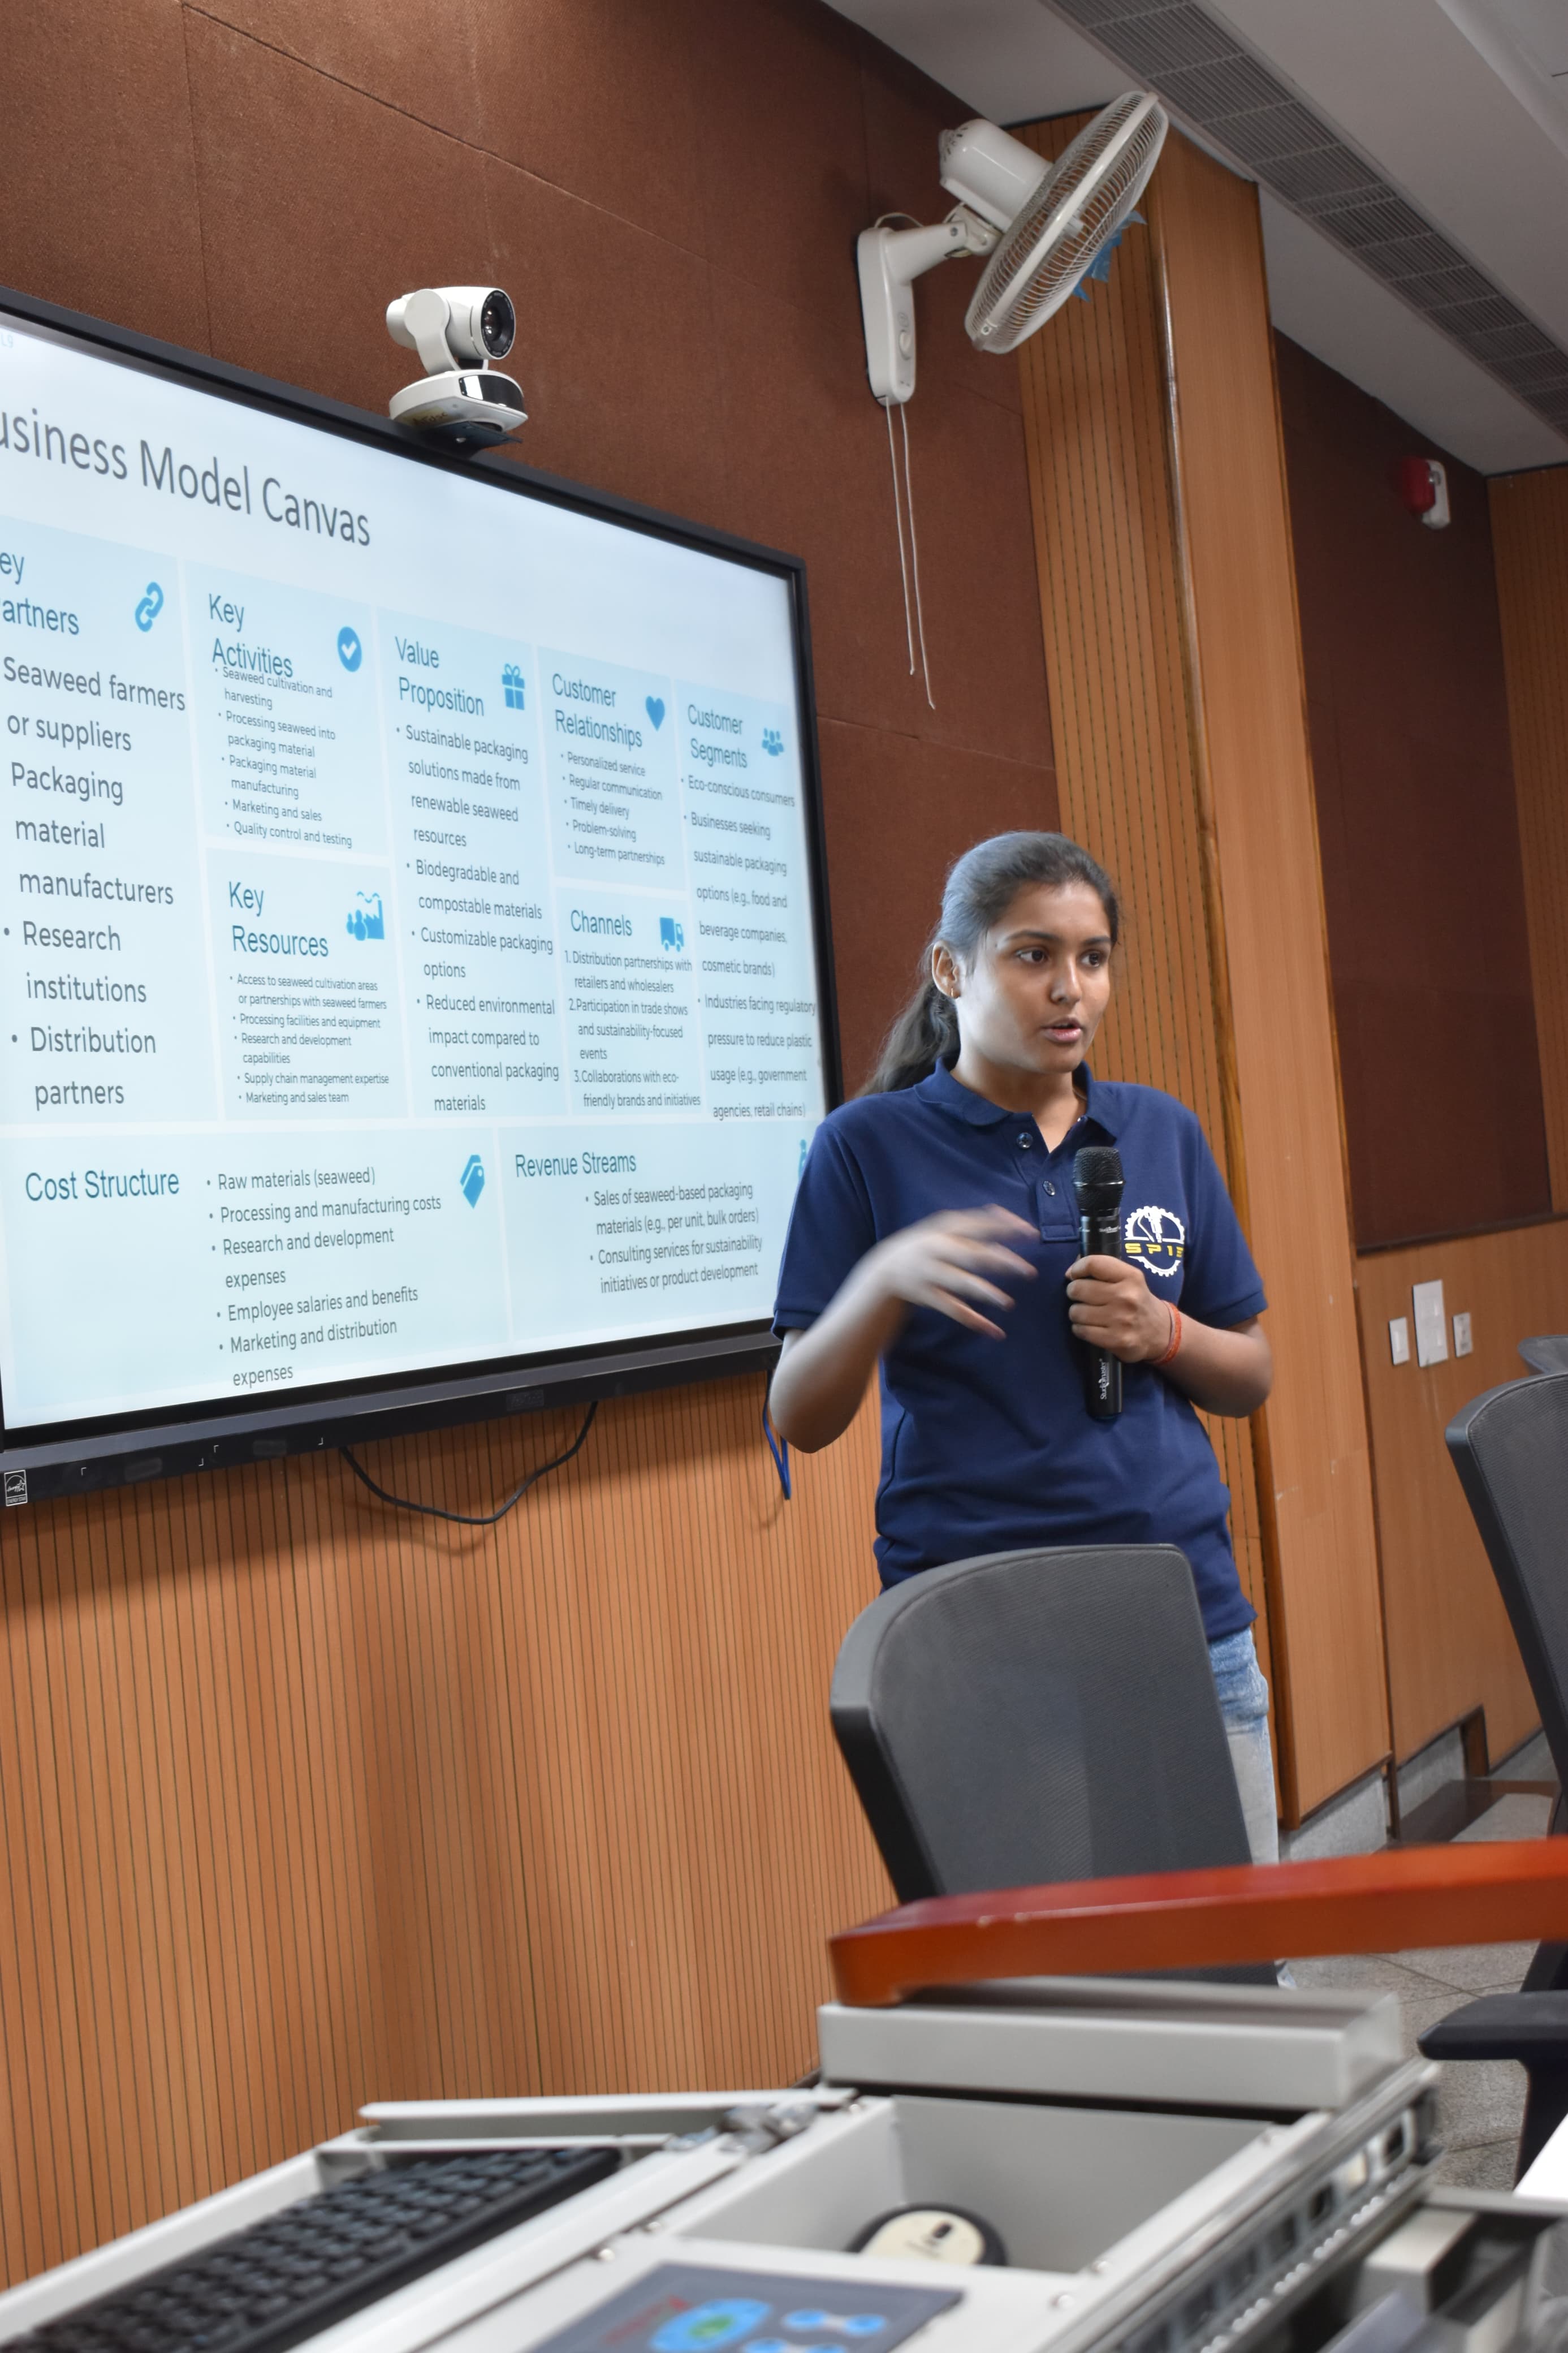 Business Model Canvas
Key
Partners
Seaweed farmers
or suppliers
Packaging
material
manufacturers
• Research
institutions
• Distribution
partners
Key
Activities
• Seaweed cultivation and
harvesting
• Processing seaweed into
packaging material
• Packaging material
manufacturing
• Marketing and sales
• Quality control and testing
Key
Resources
• Access to seaweed cultivation areas
or partnerships with seaweed farmers
• Processing facilities and equipment
• Research and development
capabilities
• Supply chain management expertise
• Marketing and sales team
Value
Proposition
• Sustainable packaging
solutions made from
renewable seaweed
resources
• Biodegradable and
compostable materials
• Customizable packaging
options
• Reduced environmental
impact compared to
conventional packaging
materials
Customer
Relationships
• Personalized service
• Regular communication
• Timely delivery
• Problem-solving
• Long-term partnerships
Channels
1. Distribution partnerships with
retailers and wholesalers
2. Participation in trade shows
and sustainability-focused
events
3. Collaborations with eco-
friendly brands and initiatives
Customer
Segments
• Eco-conscious consumers
• Businesses seeking
sustainable packaging
options (e.g., food and
beverage companies,
cosmetic brands)
• Industries facing regulatory
pressure to reduce plastic
usage (e.g., government
agencies, retail chains)
Cost Structure
• Raw materials (seaweed)
• Processing and manufacturing costs
• Research and development
expenses
• Employee salaries and benefits
• Marketing and distribution
expenses
Revenue Streams
• Sales of seaweed-based packaging
materials (e.g., per unit, bulk orders)
• Consulting services for sustainability
initiatives or product development
SPIE